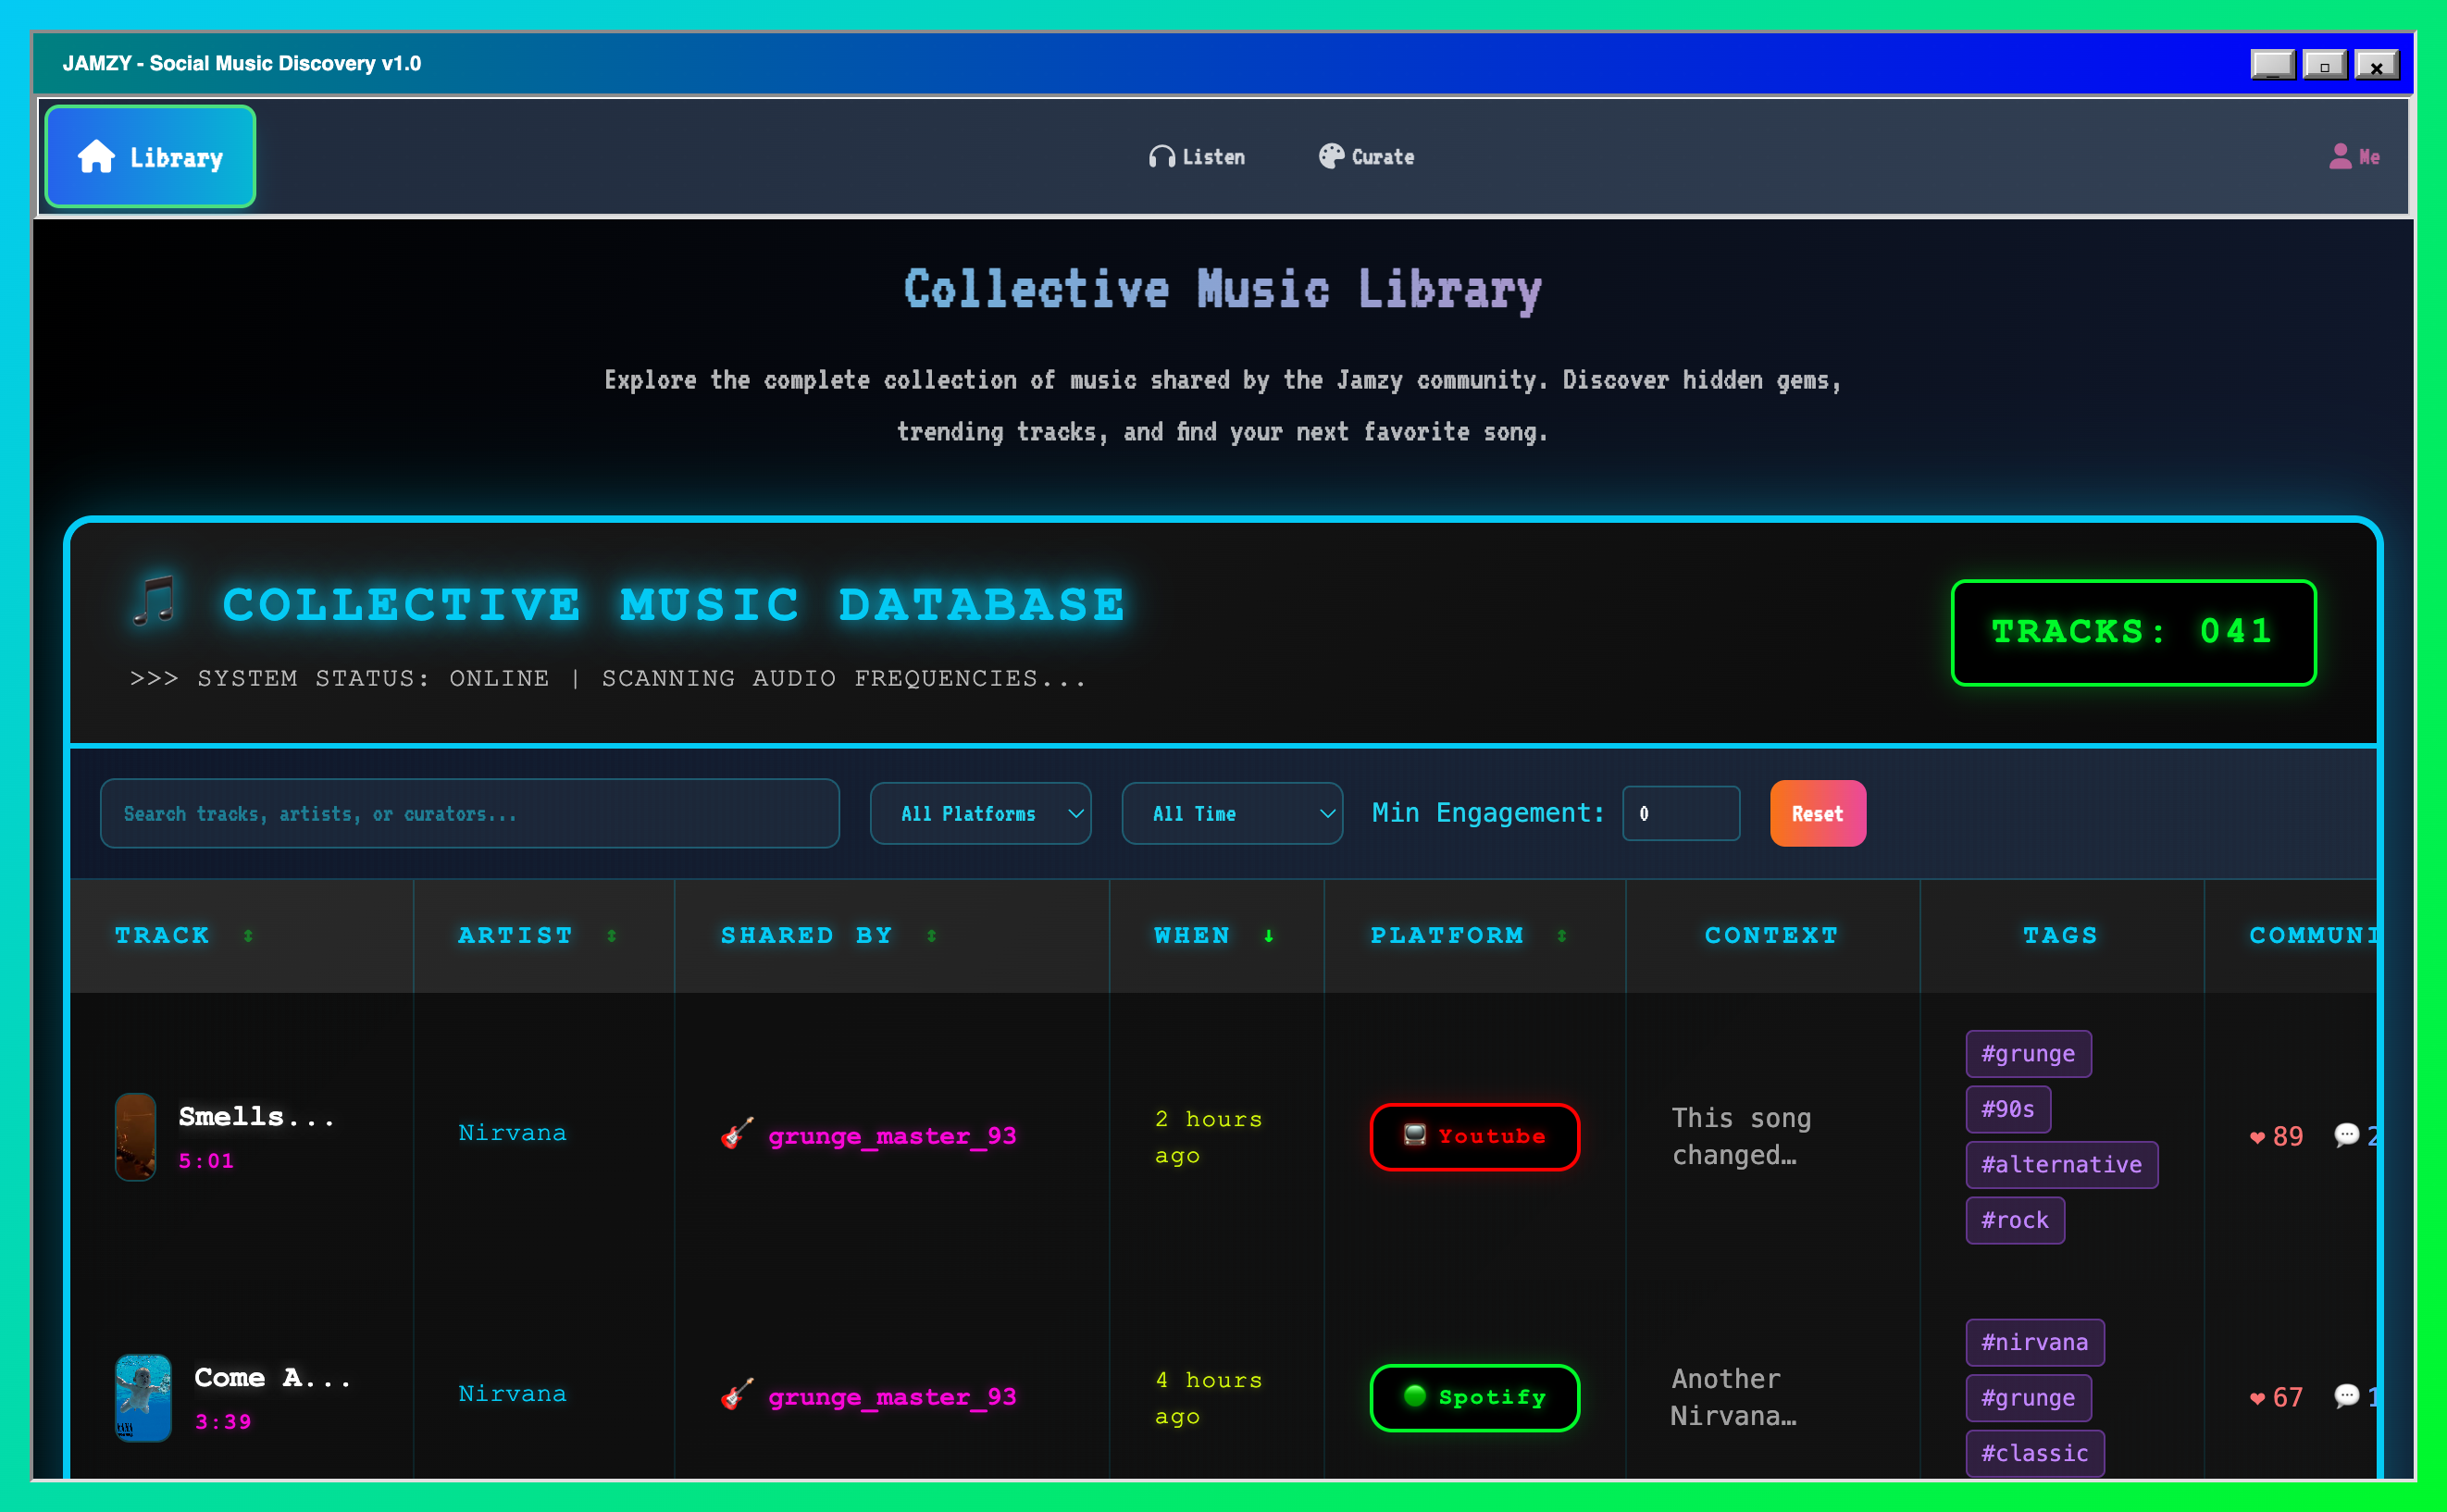 JAMZY - Social Music Discovery v1.0
Library
Listen
Curate
Me
Collective Music Library
Explore the complete collection of music shared by the Jamzy community. Discover hidden gems,
trending tracks, and find your next favorite song.
COLLECTIVE MUSIC DATABASE
>>> SYSTEM STATUS: ONLINE | SCANNING AUDIO FREQUENCIES...
TRACKS: 041
Search tracks, artists, or curators...
All Platforms
All Time
Min Engagement:
0
Reset
TRACK
ARTIST
SHARED BY
WHEN
PLATFORM
CONTEXT
TAGS
COMMUNI
Smells...
5:01
Nirvana
grunge_master_93
2 hours
ago
Youtube
This song
changed…
#grunge
#90s
#alternative
#rock
89
2
Come A...
3:39
Nirvana
grunge_master_93
4 hours
ago
Spotify
Another
Nirvana…
#nirvana
#grunge
#classic
67
1